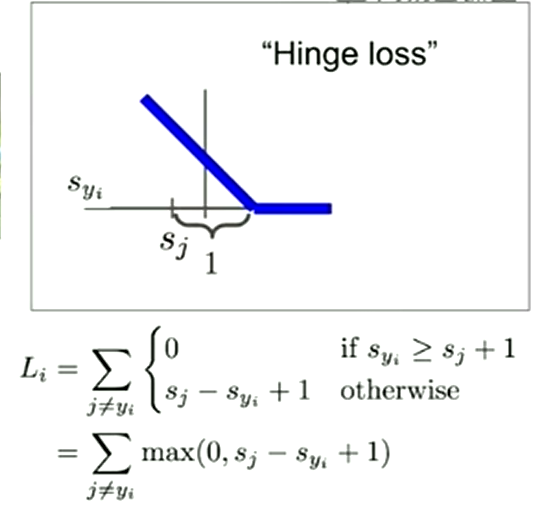 “Hinge loss”
s_{y_i}
s_j
1
L_i = \sum_{j \neq y_i} \begin{cases} 0 & \text{if } s_{y_i} \geq s_j + 1 \\ s_j - s_{y_i} + 1 & \text{otherwise} \end{cases}
= \sum_{j \neq y_i} \max(0, s_j - s_{y_i} + 1)